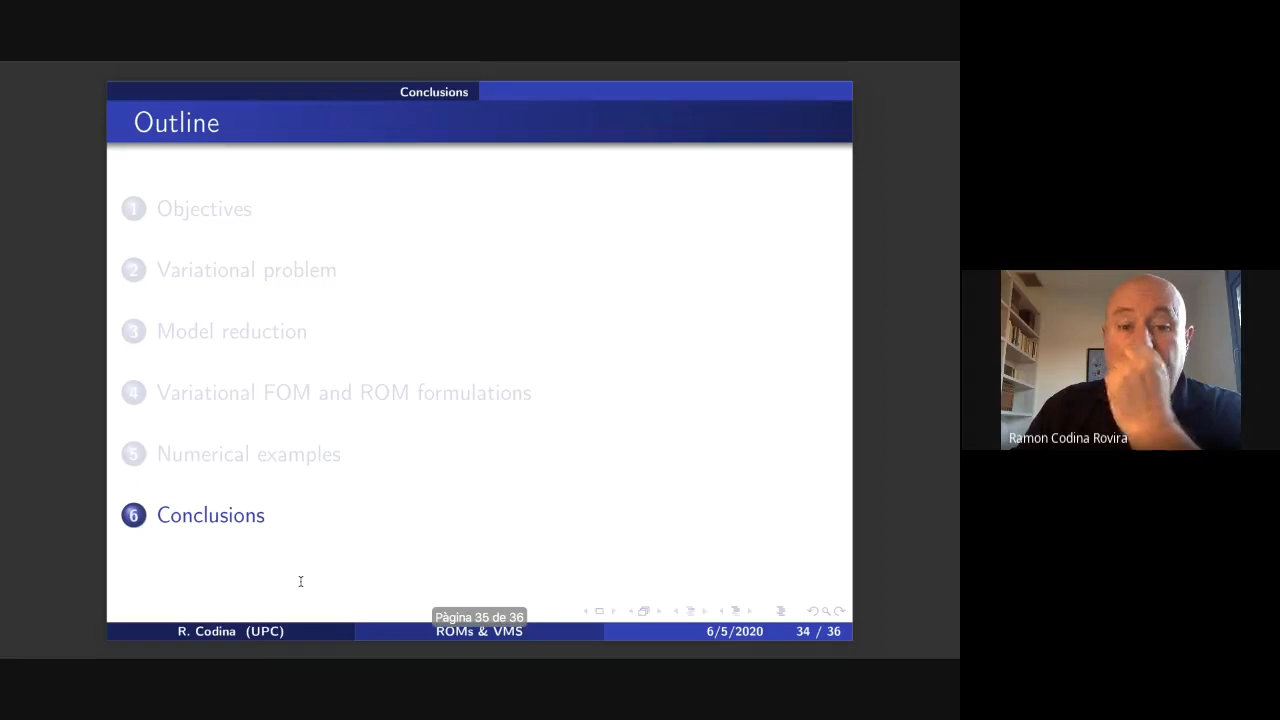 Conclusions
Outline
1 Objectives
2 Variational problem
3 Model reduction
4 Variational FOM and ROM formulations
5 Numerical examples
6 Conclusions
Pàgina 35 de 36
R. Codina (UPC)
ROMs & VMS
6/5/2020
34 / 36
Ramon Codina Rovira